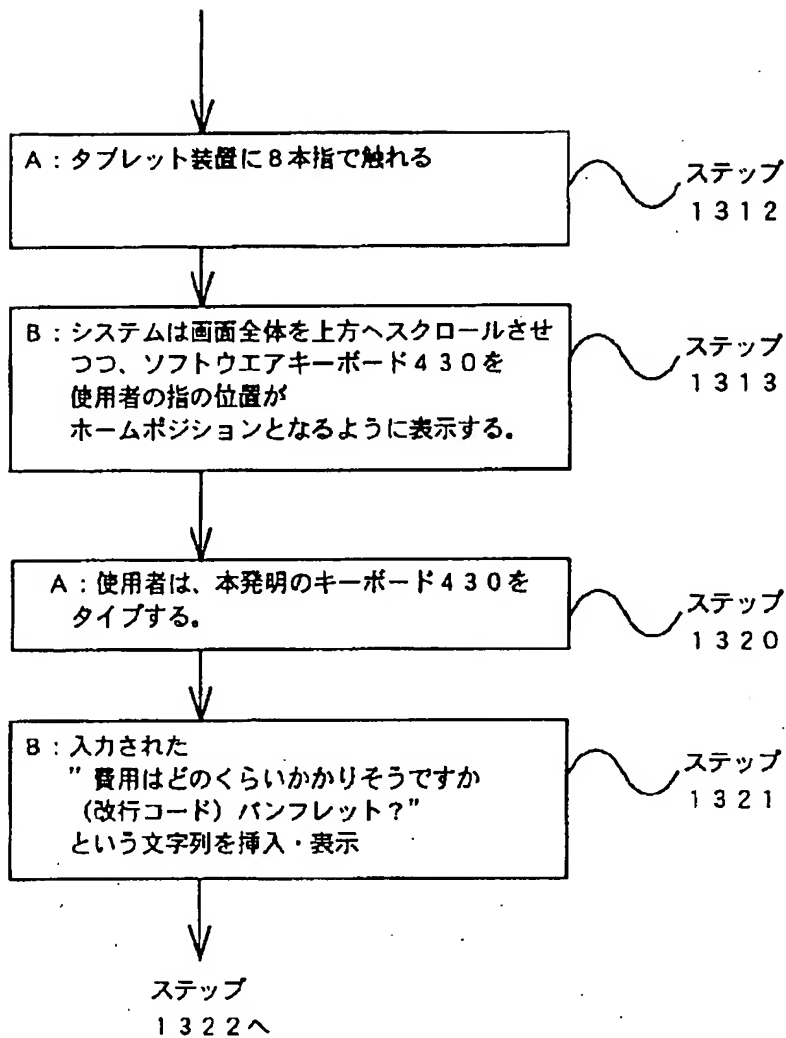 A：タブレット装置に８本指で触れる
ステップ
１３１２
B：システムは画面全体を上方へスクロールさせ
つつ、ソフトウエアキーボード４３０を
使用者の指の位置が
ホームポジションとなるように表示する。
ステップ
１３１３
A：使用者は、本発明のキーボード４３０を
タイプする。
ステップ
１３２０
B：入力された
”費用はどのくらいかかりそうですか
（改行コード）パンフレット？”
という文字列を挿入・表示
ステップ
１３２１
ステップ
１３２２へ